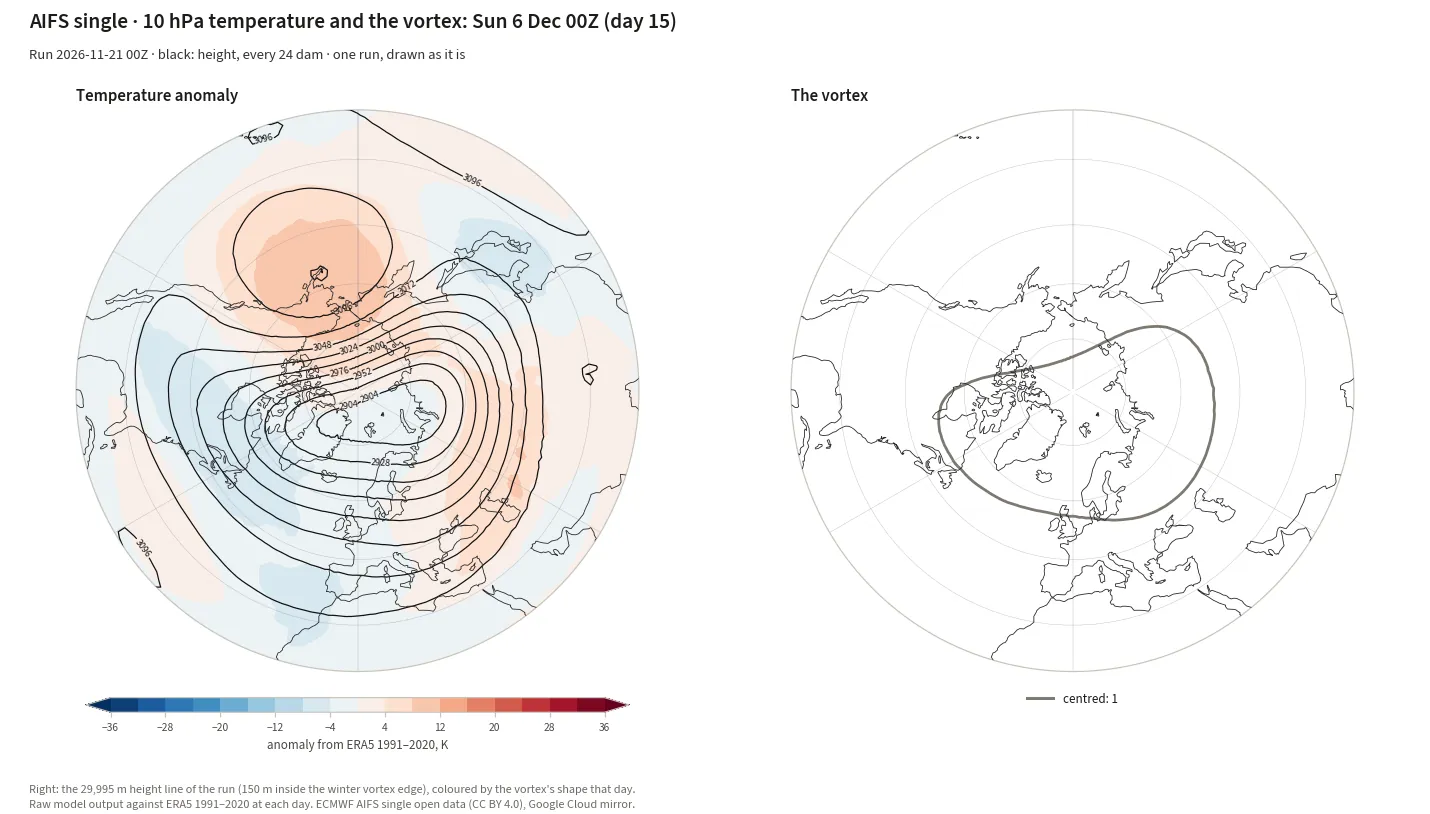 AIFS single · 10 hPa temperature and the vortex: Sun 6 Dec 00Z (day 15)
Run 2026-11-21 00Z · black: height, every 24 dam · one run, drawn as it is
Temperature anomaly
The vortex
3096
3096
3072
3048
3024
3000
2976
2952
2904
2904
2928
3096
centred: 1
−36 −28 −20 −12 −4 4 12 20 28 36
anomaly from ERA5 1991–2020, K
Right: the 29,995 m height line of the run (150 m inside the winter vortex edge), coloured by the vortex's shape that day.
Raw model output against ERA5 1991–2020 at each day. ECMWF AIFS single open data (CC BY 4.0), Google Cloud mirror.